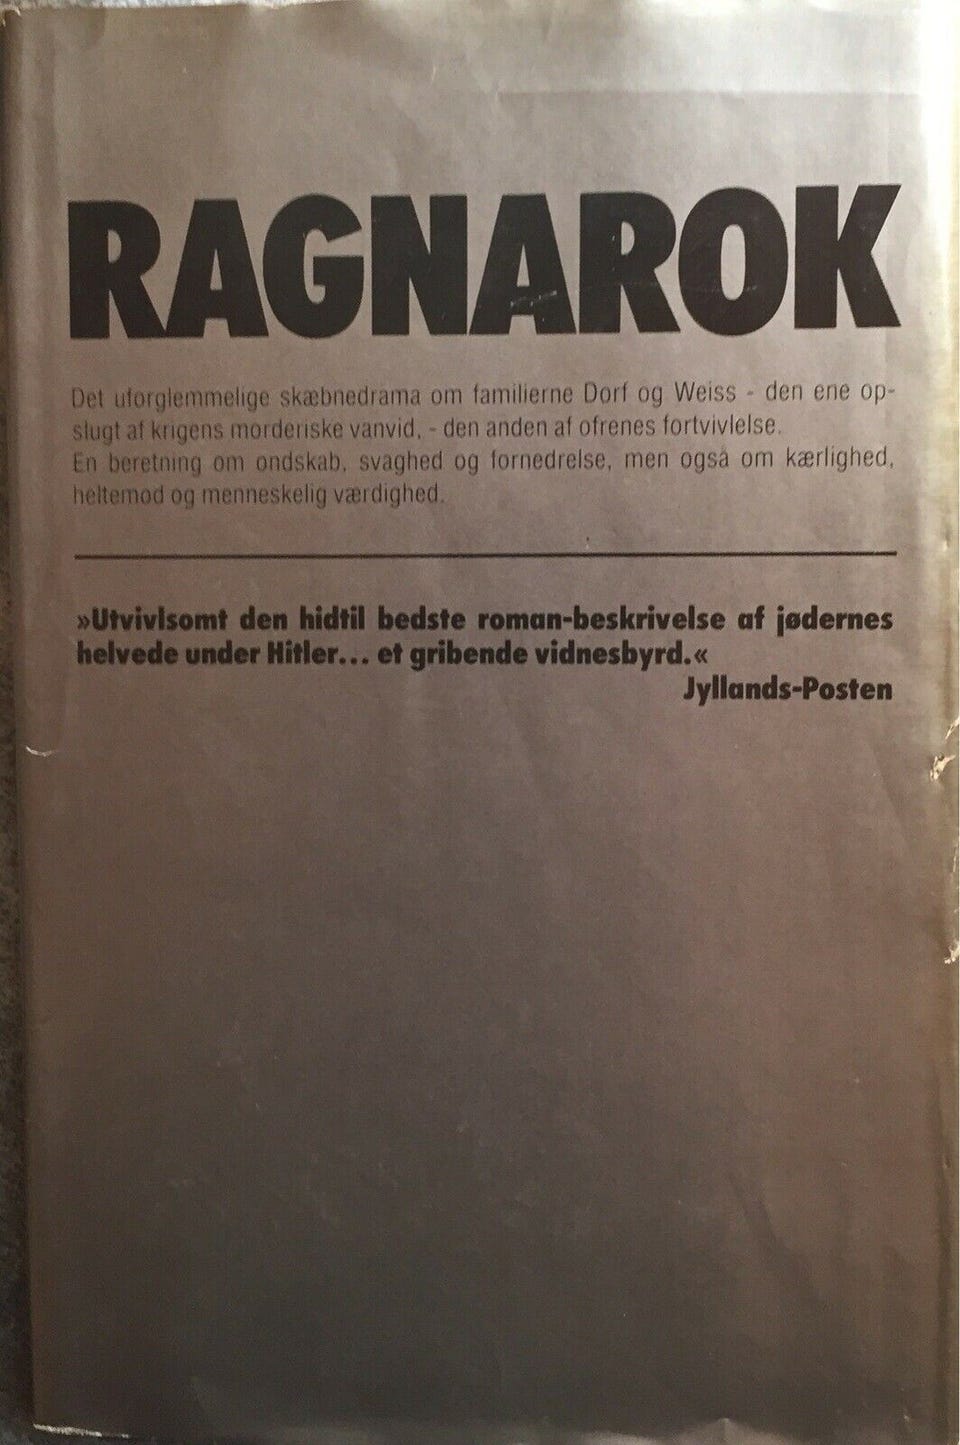 RAGNAROK
Det uforglemmelige skæbnedrama om familierne Dorf og Weiss - den ene op-
slugt af krigens morderiske vanvid, - den anden af ofrenes fortvivlelse.
En beretning om ondskab, svaghed og fornedrelse, men også om kærlighed,
heltemod og menneskelig værdighed.
»Utvivlsomt den hidtil bedste roman-beskrivelse af jødernes
helvede under Hitler... et gribende vidnesbyrd.«
Jyllands-Posten